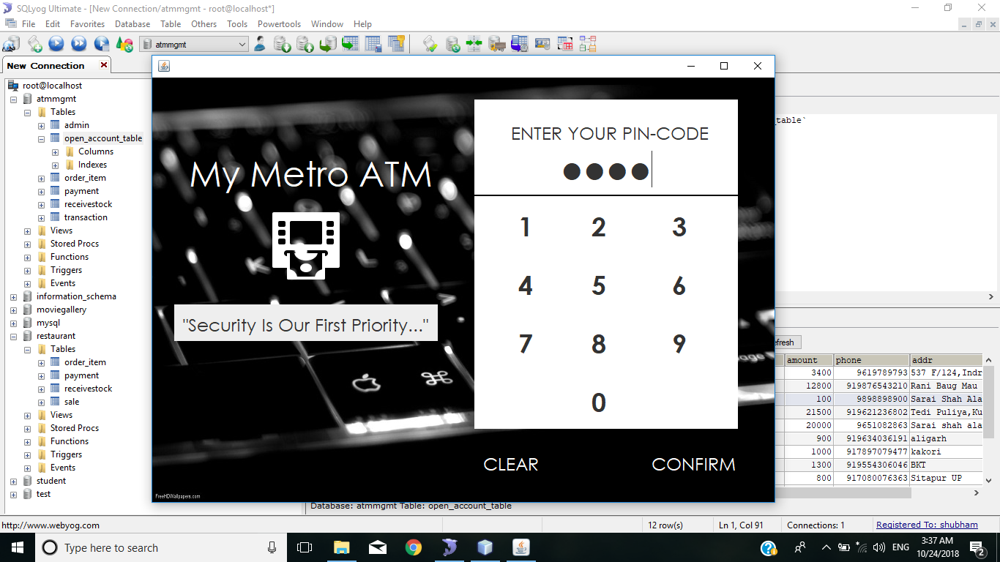 SQLyog Ultimate - [New Connection/atmmgmt - root@localhost*]
File Edit Favorites Database Table Others Tools Powertools Window Help
atmmgmt
New Connection
root@localhost
atmmgmt
Tables
admin
open_account_table
Columns
Indexes
order_item
payment
receivestock
transaction
Views
Stored Procs
Functions
Triggers
Events
information_schema
moviegallery
mysql
restaurant
Tables
order_item
payment
receivestock
sale
Views
Stored Procs
Functions
Triggers
Events
student
test
My Metro ATM
"Security Is Our First Priority..."
FreeHDWallpapers.com
ENTER YOUR PIN-CODE
1 2 3
4 5 6
7 8 9
0
CLEAR CONFIRM
_table`
efresh
amount phone addr
3400 9619789793 537 F/124,Indr
12800 919876543210 Rani Baug Mau
100 9898898900 Sarai Shah Ala
21500 919621236802 Tedi Puliya,Ku
20000 9651082863 Sarai shah ala
900 919634036191 aligarh
1000 917897079477 kakori
1300 919554306046 BKT
800 917080076363 Sitapur UP
Database: atmmgmt Table: open_account_table
http://www.webyog.com 12 row(s) Ln 1, Col 91 Connections: 1 Registered To: shubham
Type here to search
ENG
3:37 AM
10/24/2018
2